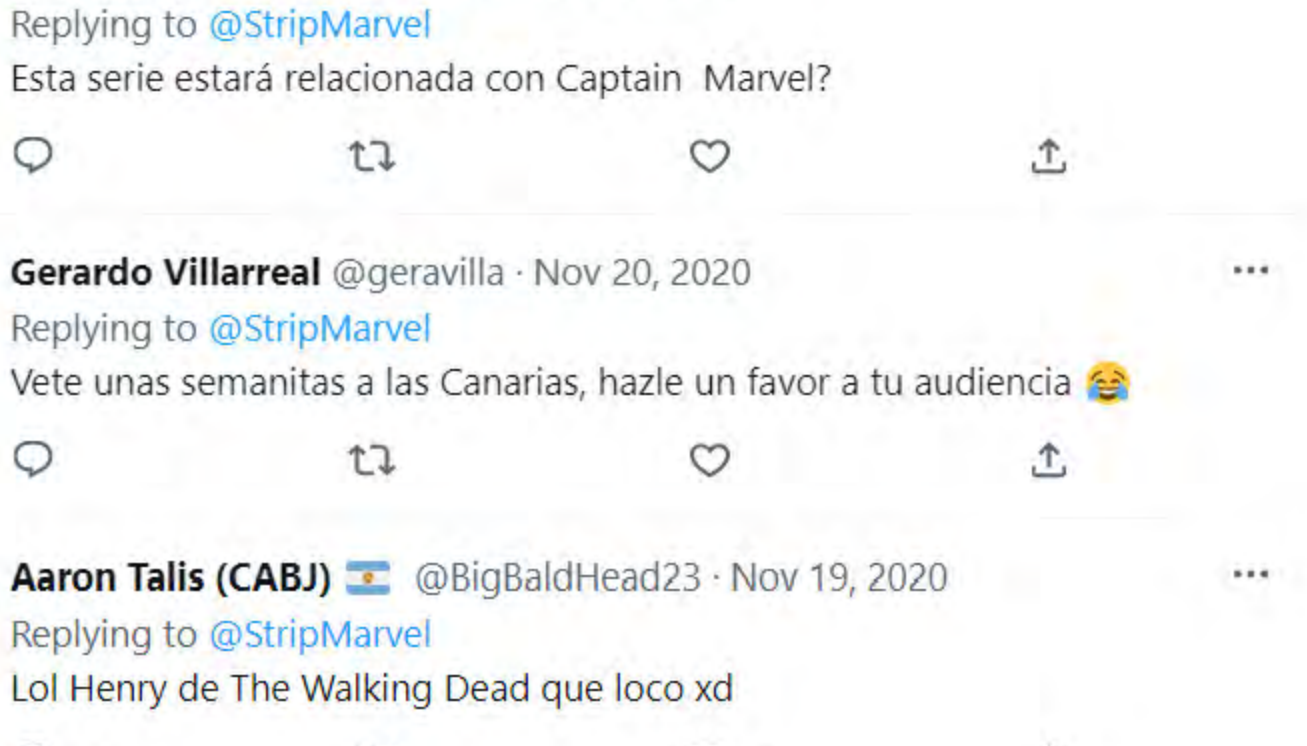 Replying to @StripMarvel
Esta serie estará relacionada con Captain  Marvel?
Gerardo Villarreal @geravilla · Nov 20, 2020
Replying to @StripMarvel
Vete unas semanitas a las Canarias, hazle un favor a tu audiencia 😂
Aaron Talis (CABJ) 🇦🇷 @BigBaldHead23 · Nov 19, 2020
Replying to @StripMarvel
Lol Henry de The Walking Dead que loco xd